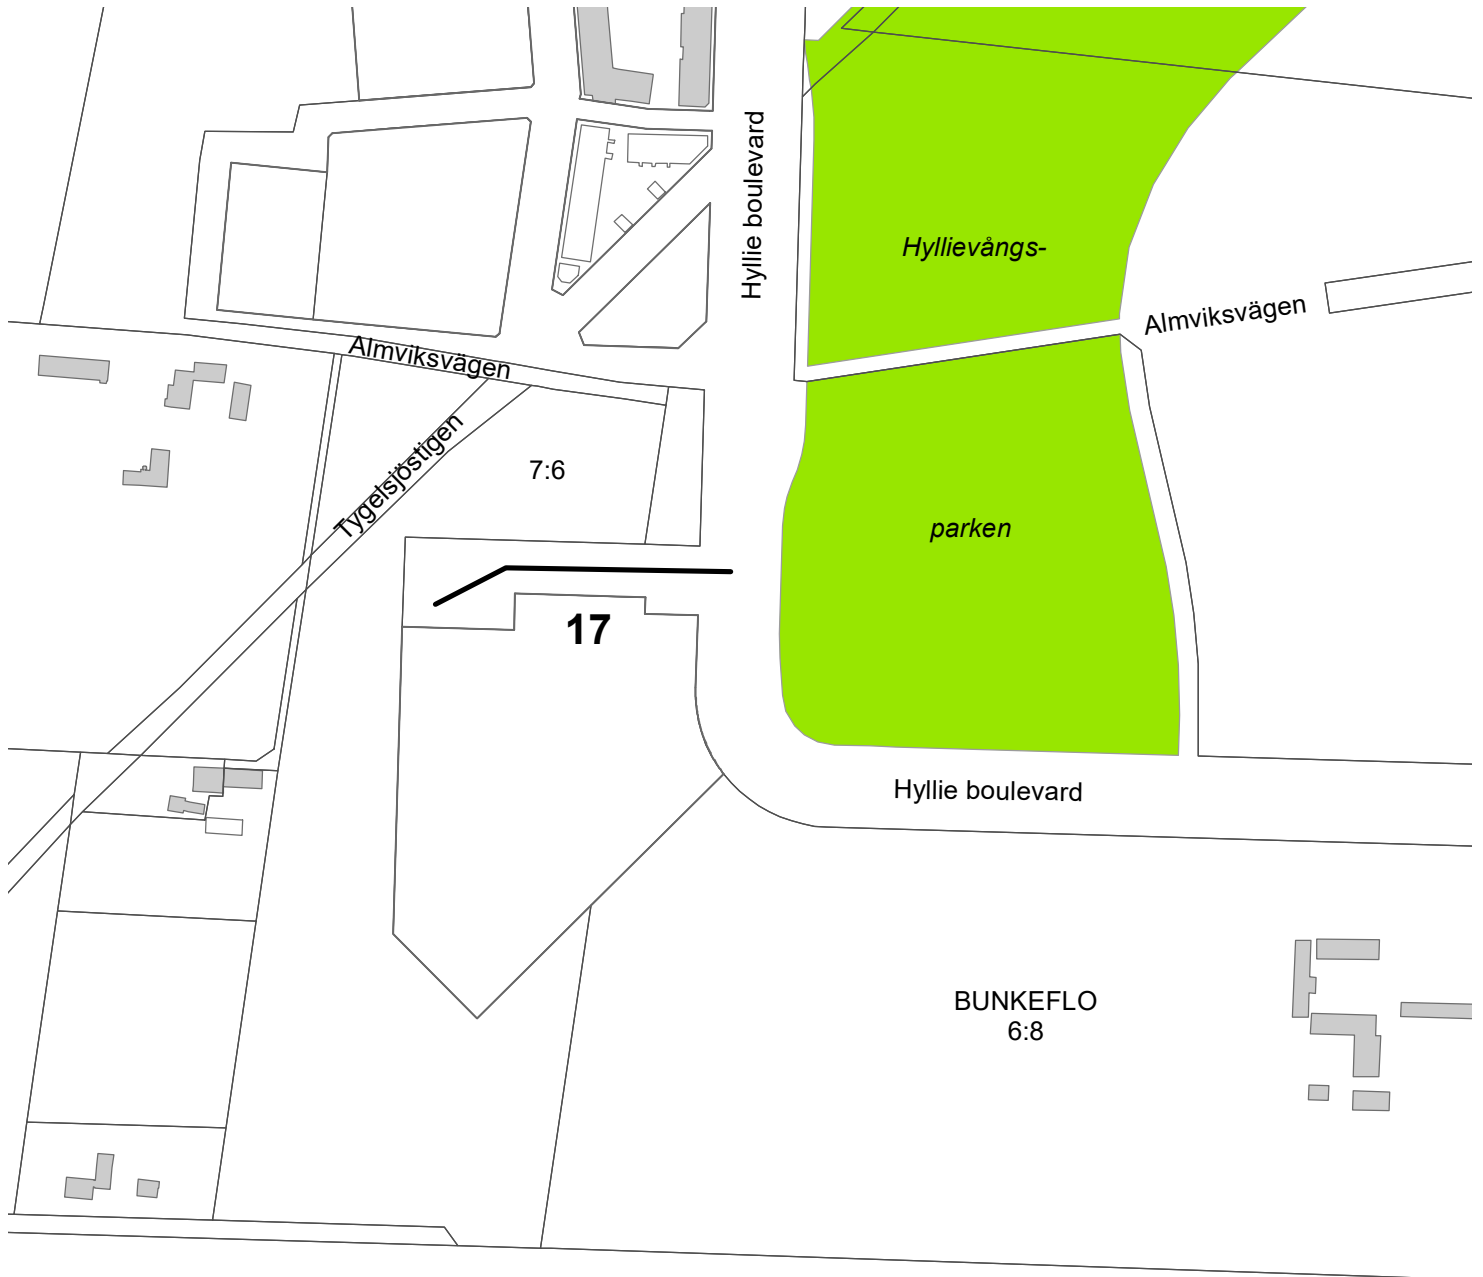 Hyllie boulevard
Hyllievångs-
Almviksvägen
Almviksvägen
Tygelsjöstigen
7:6
parken
17
Hyllie boulevard
BUNKEFLO
6:8